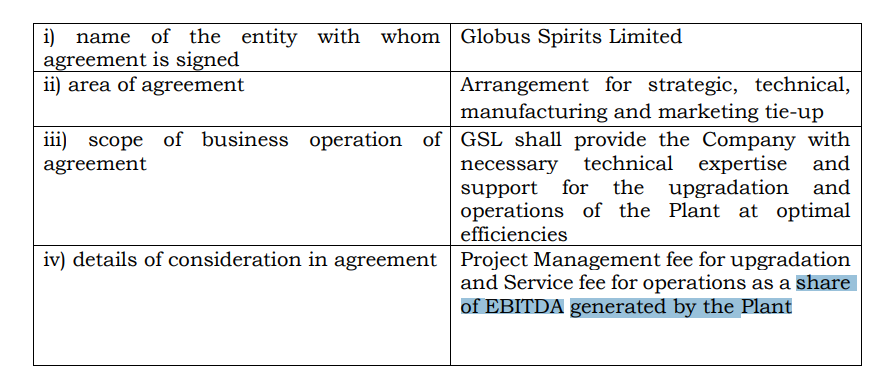 i) name of the entity with whom
agreement is signed
Globus Spirits Limited
ii) area of agreement
Arrangement for strategic, technical,
manufacturing and marketing tie-up
iii) scope of business operation of
agreement
GSL shall provide the Company with
necessary technical expertise and
support for the upgradation and
operations of the Plant at optimal
efficiencies
iv) details of consideration in agreement
Project Management fee for upgradation
and Service fee for operations as a share
of EBITDA generated by the Plant